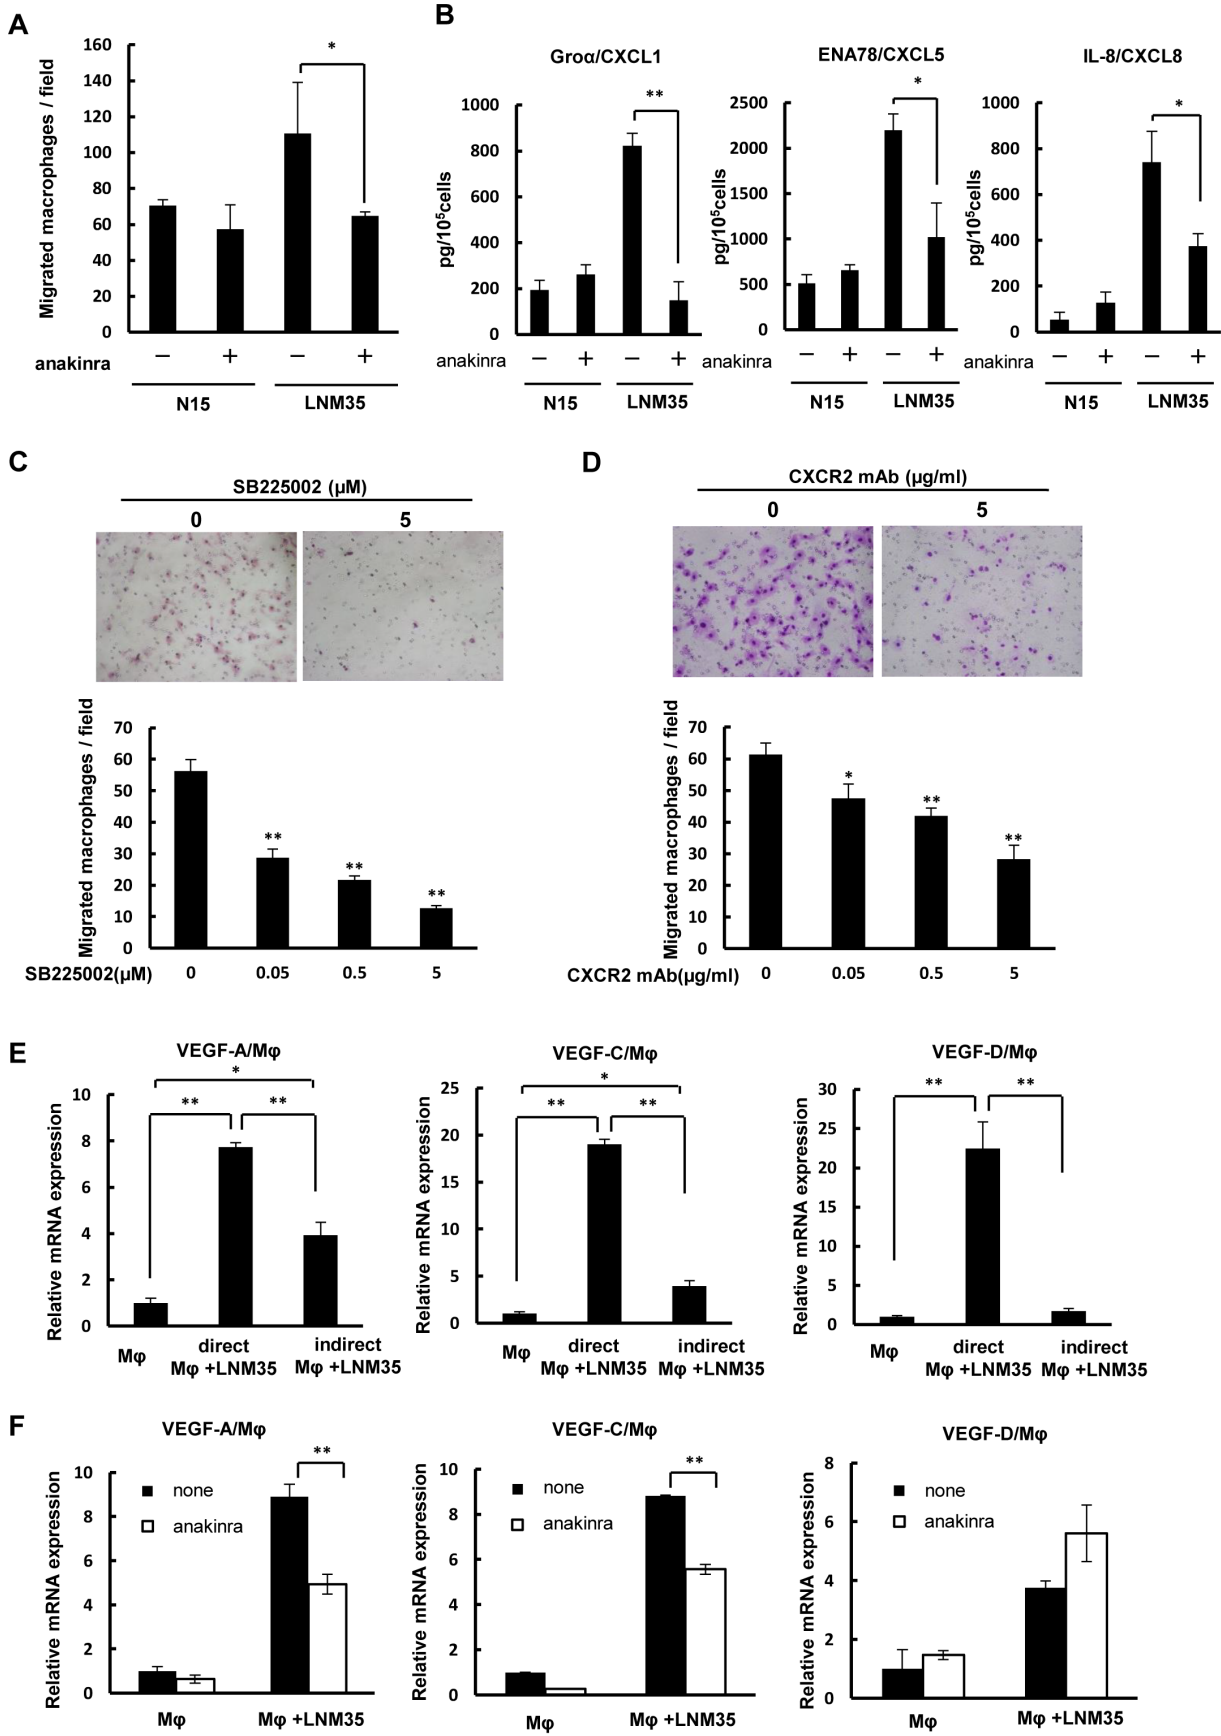 A
160
140
120
100
80
60
40
20
0
Migrated macrophages / field
*
anakinra
− + − +
N15 LNM35
B
Groα/CXCL1
1000
800
600
400
200
0
pg/10⁵cells
**
anakinra − + − +
N15 LNM35
ENA78/CXCL5
2500
2000
1500
1000
500
0
pg/10⁵cells
*
anakinra − + − +
N15 LNM35
IL-8/CXCL8
1000
800
600
400
200
0
pg/10⁵cells
*
anakinra − + − +
N15 LNM35
C
SB225002 (μM)
0 5
70
60
50
40
30
20
10
0
Migrated macrophages / field
** ** **
SB225002(μM) 0 0.05 0.5 5
D
CXCR2 mAb (μg/ml)
0 5
70
60
50
40
30
20
10
0
Migrated macrophages / field
* ** **
CXCR2 mAb(μg/ml) 0 0.05 0.5 5
E
VEGF-A/Mφ
*
** **
10
8
6
4
2
0
Relative mRNA expression
Mφ direct indirect
Mφ +LNM35 Mφ +LNM35
VEGF-C/Mφ
*
** **
25
20
15
10
5
0
Relative mRNA expression
Mφ direct indirect
Mφ +LNM35 Mφ +LNM35
VEGF-D/Mφ
** **
30
25
20
15
10
5
0
Relative mRNA expression
Mφ direct indirect
Mφ +LNM35 Mφ +LNM35
F
VEGF-A/Mφ
**
10
8
6
4
2
0
Relative mRNA expression
none
anakinra
Mφ Mφ +LNM35
VEGF-C/Mφ
**
10
8
6
4
2
0
Relative mRNA expression
none
anakinra
Mφ Mφ +LNM35
VEGF-D/Mφ
8
6
4
2
0
Relative mRNA expression
none
anakinra
Mφ Mφ +LNM35